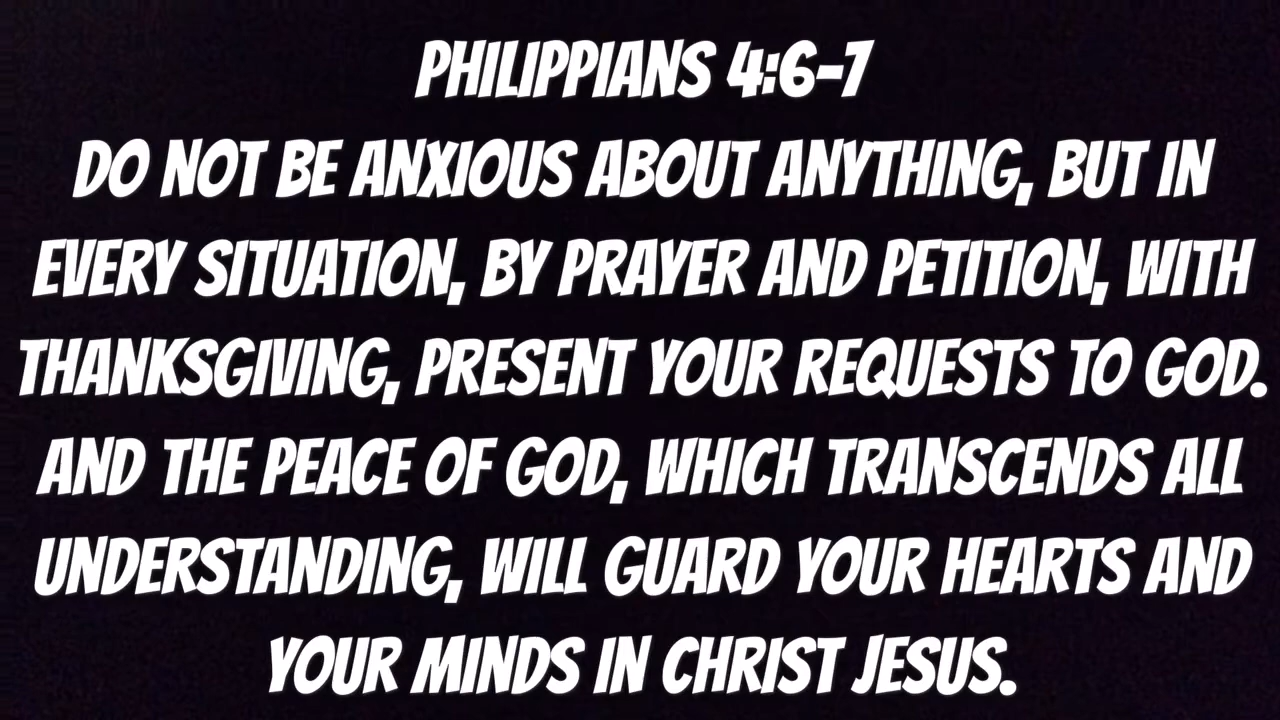 PHILIPPIANS 4:6-7
DO NOT BE ANXIOUS ABOUT ANYTHING, BUT IN
EVERY SITUATION, BY PRAYER AND PETITION, WITH
THANKSGIVING, PRESENT YOUR REQUESTS TO GOD.
AND THE PEACE OF GOD, WHICH TRANSCENDS ALL
UNDERSTANDING, WILL GUARD YOUR HEARTS AND
YOUR MINDS IN CHRIST JESUS.